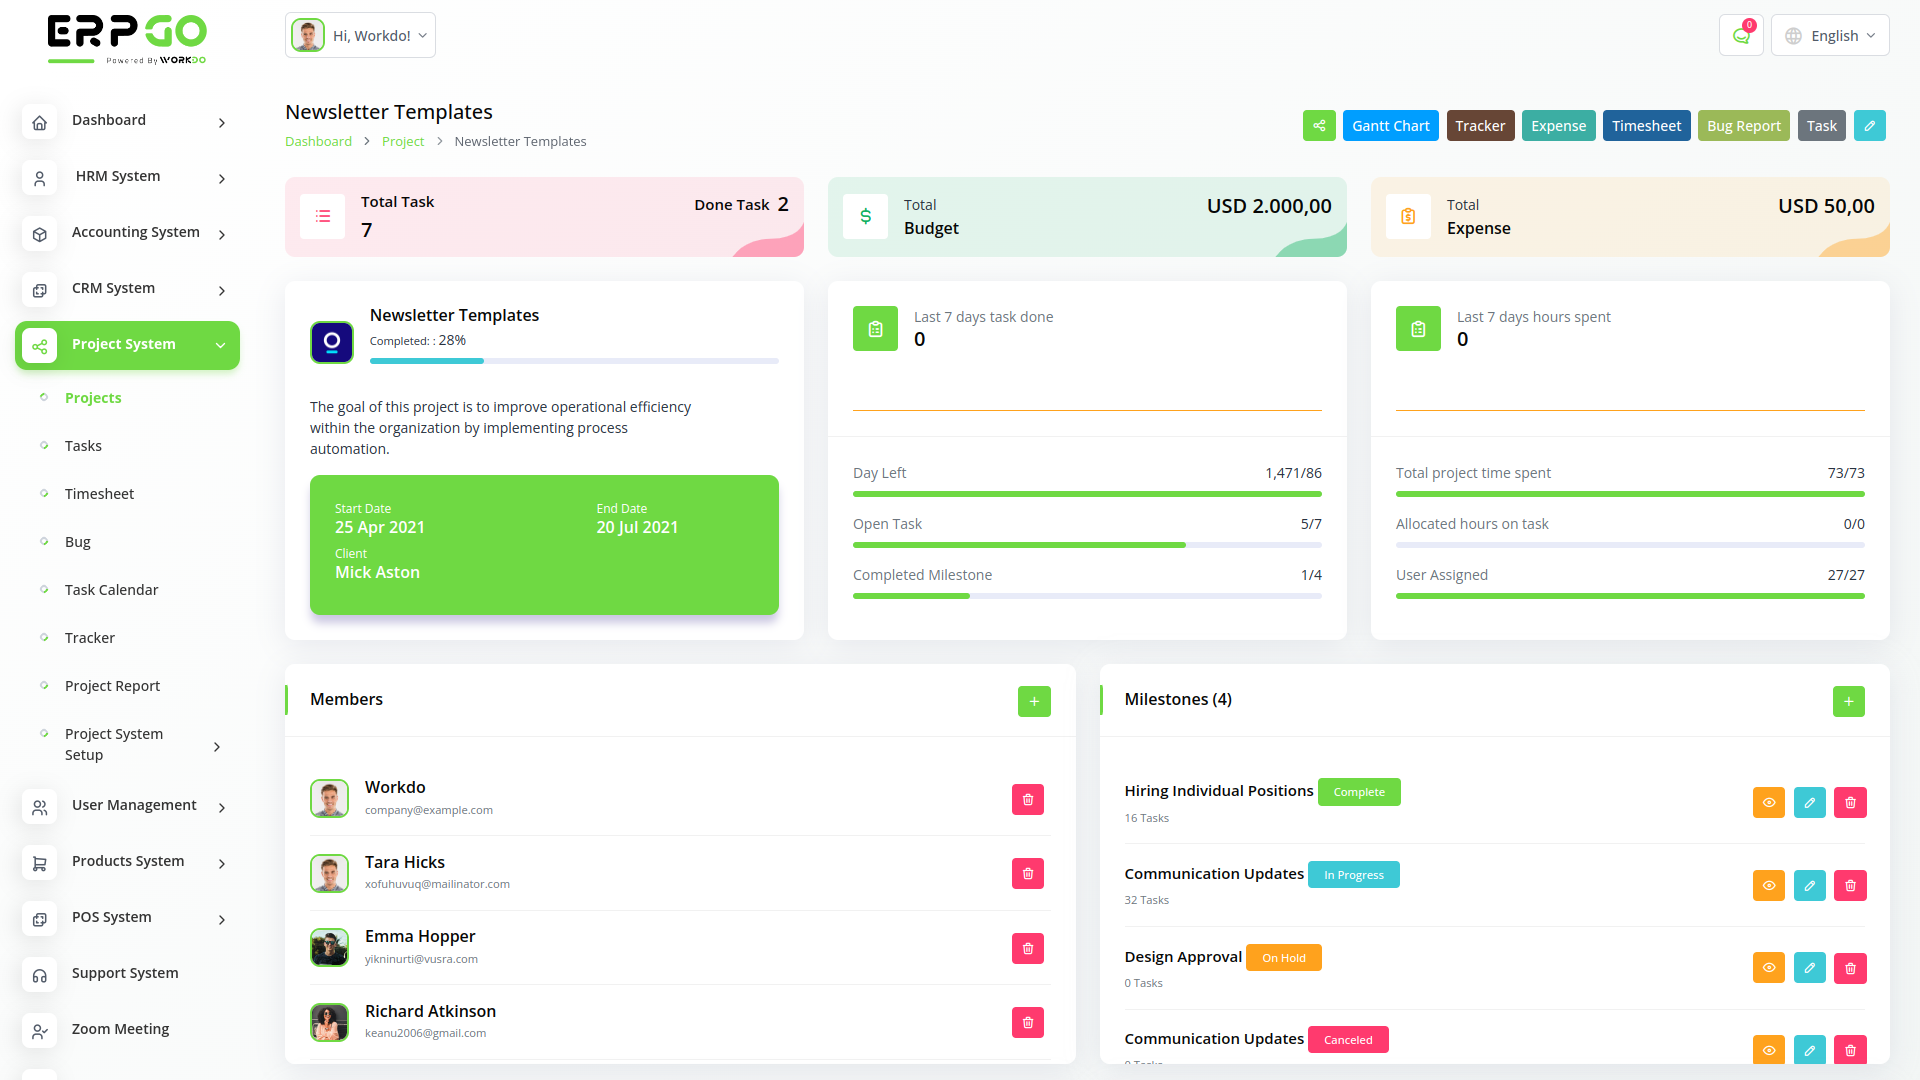 ERPGO
Powered By WORKDO
Hi, Workdo!
0
English
Dashboard
HRM System
Accounting System
CRM System
Project System
Projects
Tasks
Timesheet
Bug
Task Calendar
Tracker
Project Report
Project System
Setup
User Management
Products System
POS System
Support System
Zoom Meeting
Newsletter Templates
Dashboard > Project > Newsletter Templates
Gantt Chart
Tracker
Expense
Timesheet
Bug Report
Task
Total Task
7
Done Task 2
Total
Budget
USD 2.000,00
Total
Expense
USD 50,00
Newsletter Templates
Completed: : 28%
The goal of this project is to improve operational efficiency
within the organization by implementing process
automation.
Start Date
25 Apr 2021
End Date
20 Jul 2021
Client
Mick Aston
Last 7 days task done
0
Day Left 1,471/86
Open Task 5/7
Completed Milestone 1/4
Last 7 days hours spent
0
Total project time spent 73/73
Allocated hours on task 0/0
User Assigned 27/27
Members
Workdo
company@example.com
Tara Hicks
xofuhuvuq@mailinator.com
Emma Hopper
yikninurti@vusra.com
Richard Atkinson
keanu2006@gmail.com
Milestones (4)
Hiring Individual Positions Complete
16 Tasks
Communication Updates In Progress
32 Tasks
Design Approval On Hold
0 Tasks
Communication Updates Canceled